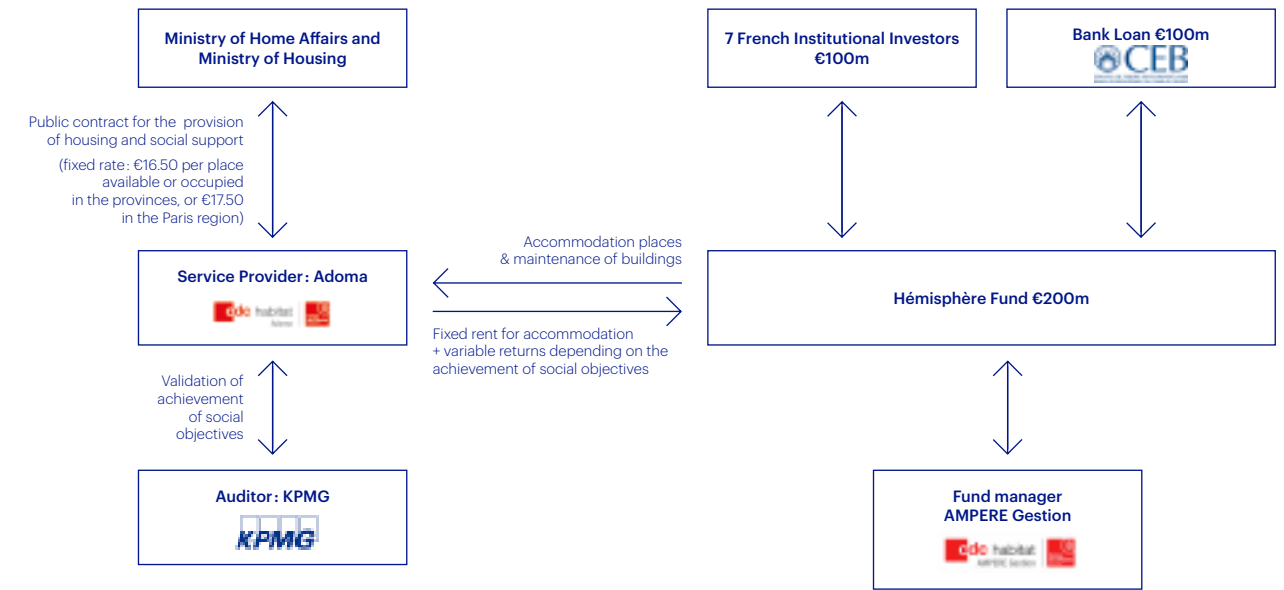 Ministry of Home Affairs and
Ministry of Housing
7 French Institutional Investors
€100m
Bank Loan €100m
CEB
Public contract for the provision
of housing and social support
(fixed rate: €16.50 per place
available or occupied
in the provinces, or €17.50
in the Paris region)
Accommodation places
& maintenance of buildings
Service Provider: Adoma
cdc habitat
Hémisphère Fund €200m
Fixed rent for accommodation
+ variable returns depending on the
achievement of social objectives
Validation of
achievement
of social
objectives
Auditor: KPMG
KPMG
Fund manager
AMPERE Gestion
cdc habitat
AMPERE Gestion